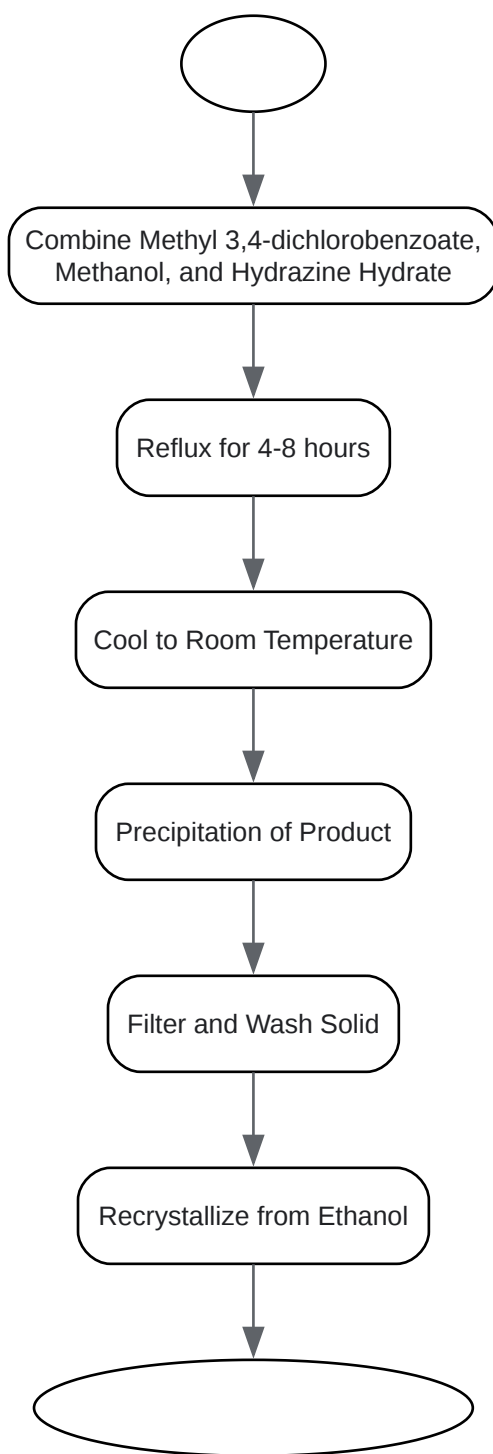 Combine Methyl 3,4-dichlorobenzoate,
Methanol, and Hydrazine Hydrate
Reflux for 4-8 hours
Cool to Room Temperature
Precipitation of Product
Filter and Wash Solid
Recrystallize from Ethanol